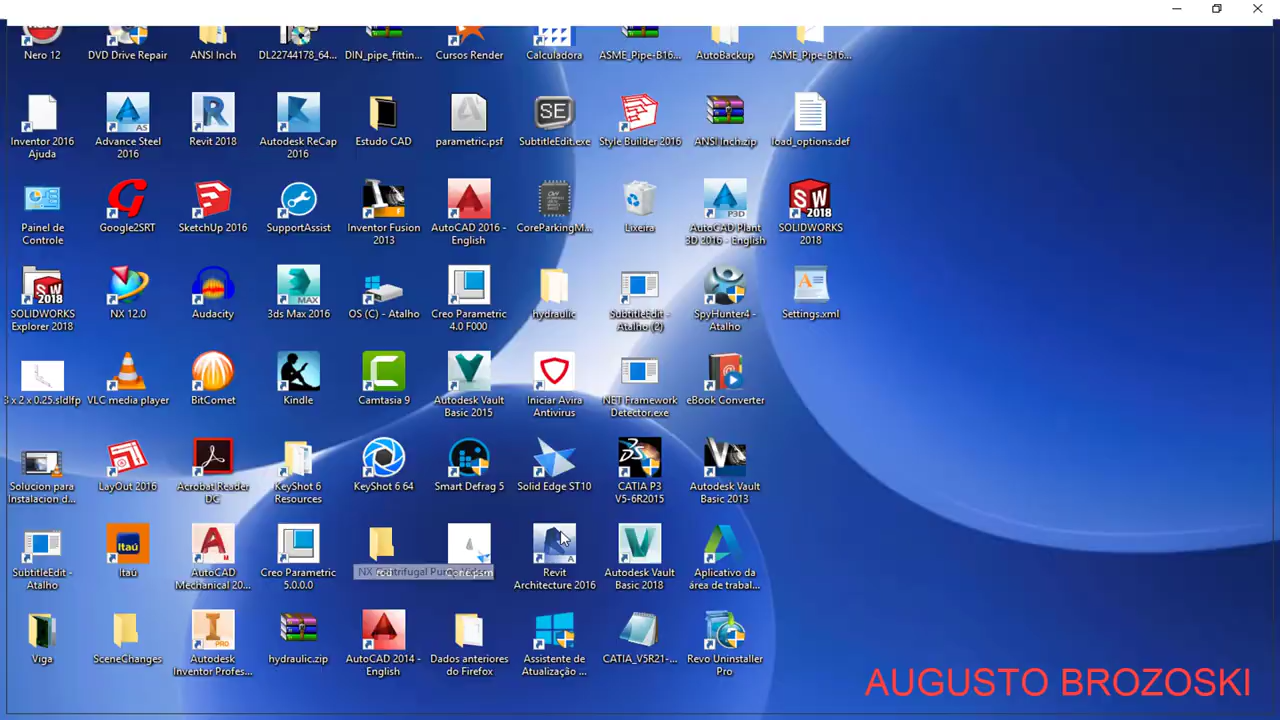 Nero 12
DVD Drive Repair
ANSI Inch
DL22744178_64...
DIN_pipe_fittin...
Cursos Render
Calculadora
ASME_Pipe-B16...
AutoBackup
ASME_Pipe-B16...
Inventor 2016
Ajuda
Advance Steel
2016
Revit 2018
Autodesk ReCap
2016
Estudo CAD
parametric.psf
SubtitleEdit.exe
Style Builder 2016
ANSI Inch.zip
load_options.def
Painel de
Controle
Google2SRT
SketchUp 2016
SupportAssist
Inventor Fusion
2013
AutoCAD 2016 -
English
CoreParkingM...
Lixeira
AutoCAD Plant
3D 2016 - English
SOLIDWORKS
2018
SOLIDWORKS
Explorer 2018
NX 12.0
Audacity
3ds Max 2016
OS (C) - Atalho
Creo Parametric
4.0 F000
hydraulic
SubtitleEdit -
Atalho (2)
SpyHunter4 -
Atalho
Settings.xml
3 x 2 x 0.25.sldlfp
VLC media player
BitComet
Kindle
Camtasia 9
Autodesk Vault
Basic 2015
Iniciar Avira
Antivirus
NET Framework
Detector.exe
eBook Converter
Solucion para
Instalacion d...
LayOut 2016
Acrobat Reader
DC
KeyShot 6
Resources
KeyShot 6 64
Smart Defrag 5
Solid Edge ST10
CATIA P3
V5-6R2015
Autodesk Vault
Basic 2013
SubtitleEdit -
Atalho
Itaú
AutoCAD
Mechanical 20...
Creo Parametric
5.0.0.0
Revit
Architecture 2016
Autodesk Vault
Basic 2018
Aplicativo da
área de trabal...
Viga
SceneChanges
Autodesk
Inventor Profes...
hydraulic.zip
AutoCAD 2014 -
English
Dados anteriores
do Firefox
Assistente de
Atualização ...
CATIA_V5R21-...
Revo Uninstaller
Pro
AUGUSTO BROZOSKI